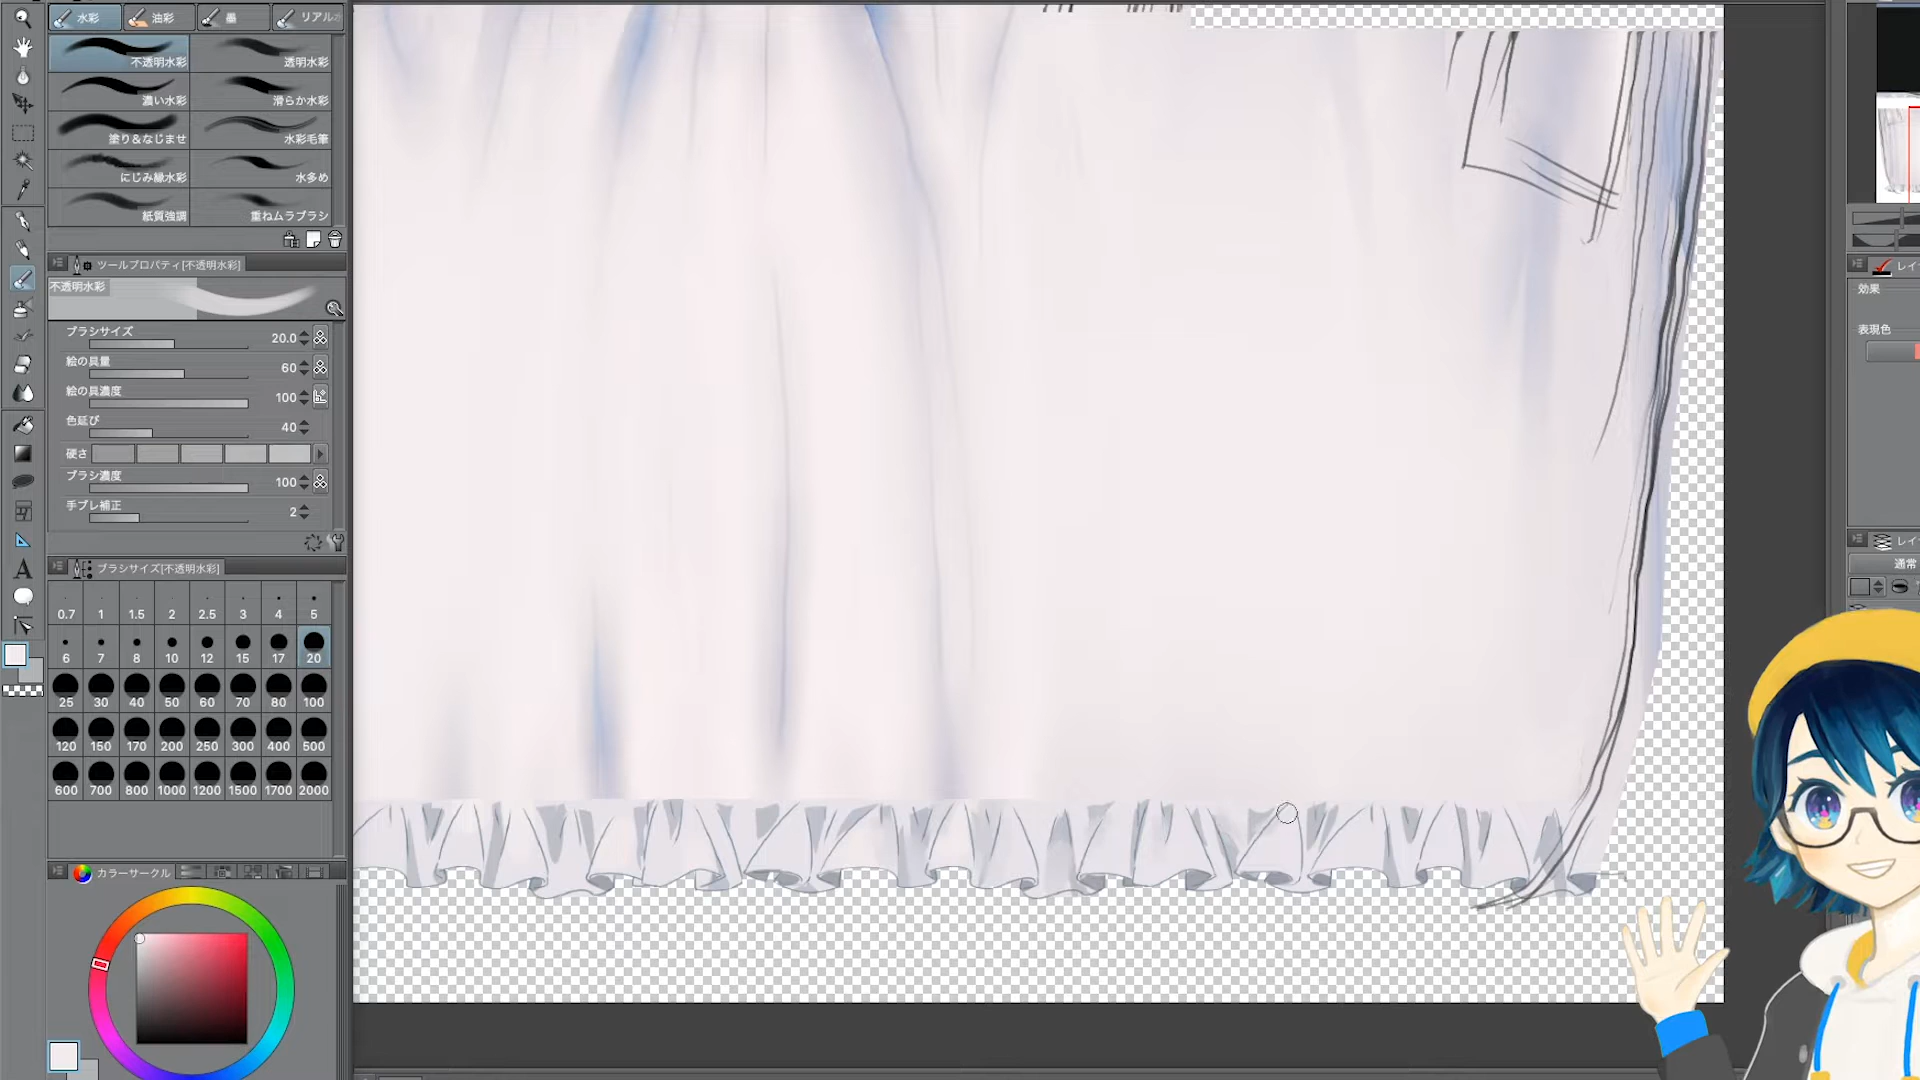 水彩 油彩 墨
不透明水彩 透明水彩
濃い水彩 滑らか水彩
塗り&なじませ 水彩毛筆
にじみ縁水彩 水多め
紙質強調 重ねムラブラシ
ツールプロパティ[不透明水彩]
不透明水彩
ブラシサイズ 20.0
絵の具量 60
絵の具濃度 100
色延び 40
硬さ
ブラシ濃度 100
手ブレ補正 2
ブラシサイズ[不透明水彩]
0.7 1 1.5 2 2.5 3 4 5
6 7 8 10 12 15 17 20
25 30 40 50 60 70 80 100
120 150 170 200 250 300 400 500
600 700 800 1000 1200 1500 1700 2000
カラーサークル
効果
表現色
通常